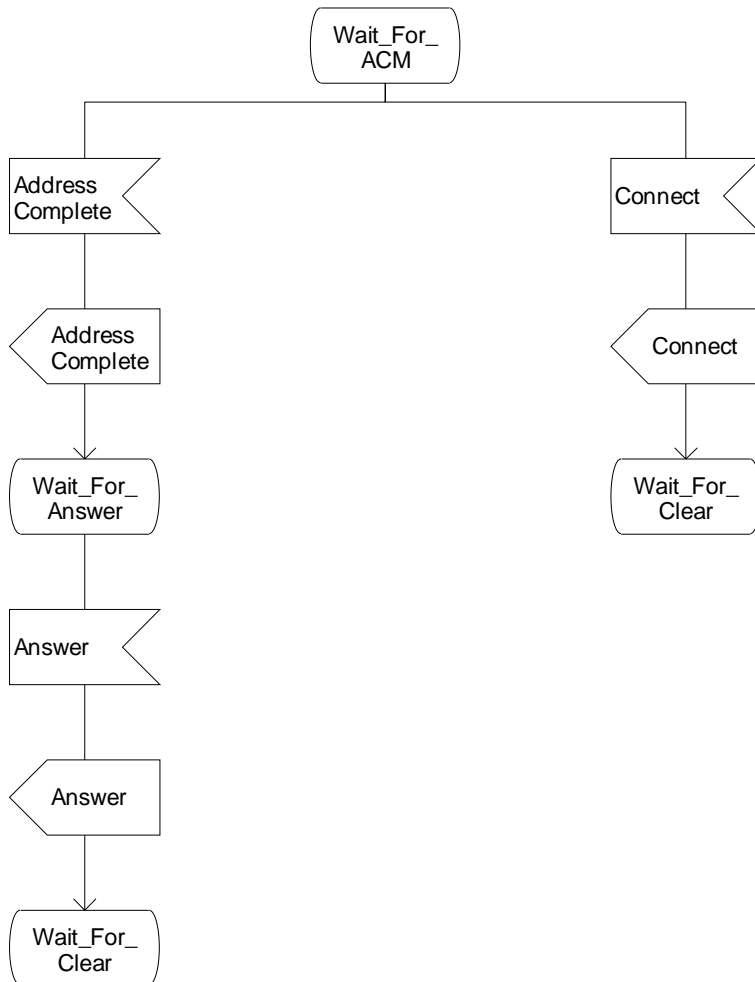 Wait_For_
ACM
Address
Complete
Connect
Address
Complete
Connect
Wait_For_
Answer
Wait_For_
Clear
Answer
Answer
Wait_For_
Clear